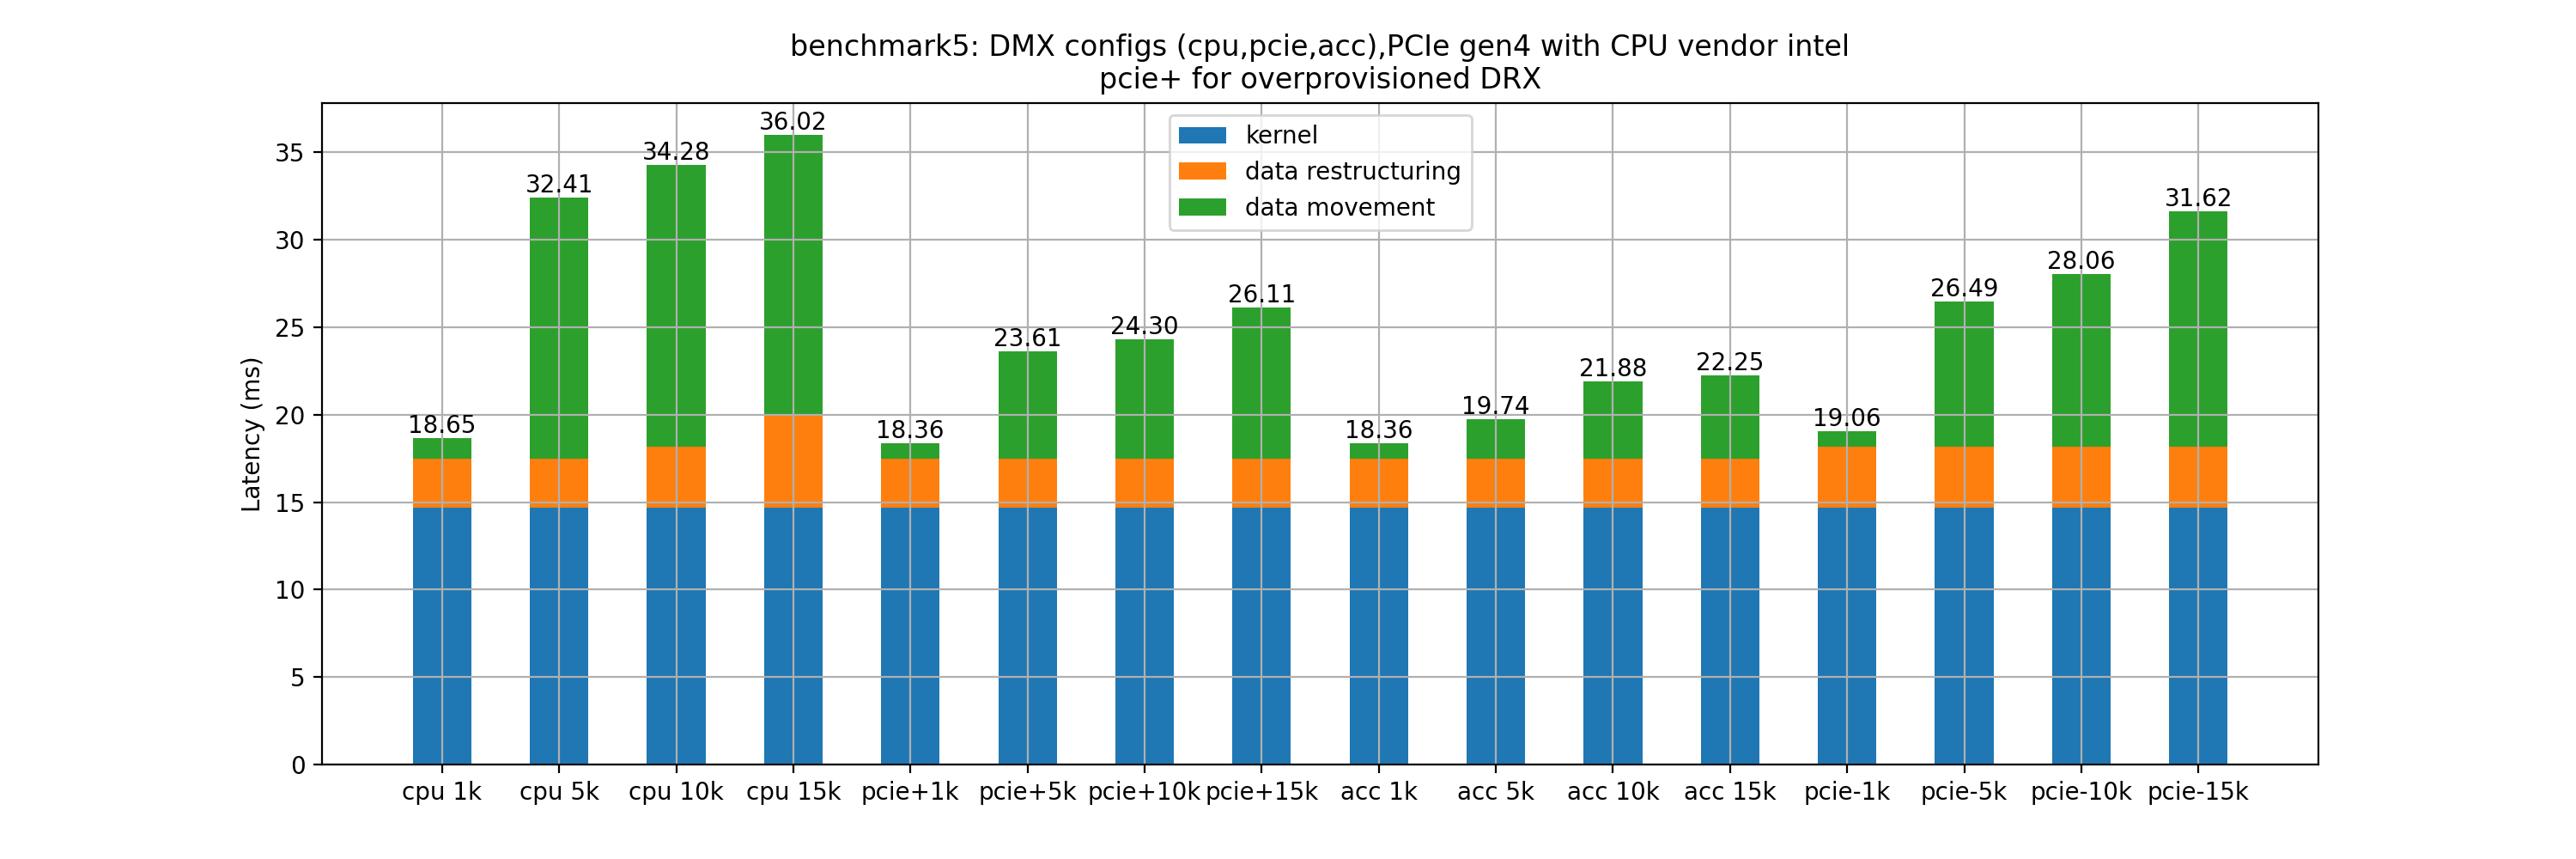 benchmark5: DMX configs (cpu,pcie,acc),PCIe gen4 with CPU vendor intel
pcie+ for overprovisioned DRX
kernel
data restructuring
data movement
Latency (ms)
35
30
25
20
15
10
5
0
18.65
32.41
34.28
36.02
18.36
23.61
24.30
26.11
18.36
19.74
21.88
22.25
19.06
26.49
28.06
31.62
cpu 1k
cpu 5k
cpu 10k
cpu 15k
pcie+1k
pcie+5k
pcie+10k
pcie+15k
acc 1k
acc 5k
acc 10k
acc 15k
pcie-1k
pcie-5k
pcie-10k
pcie-15k